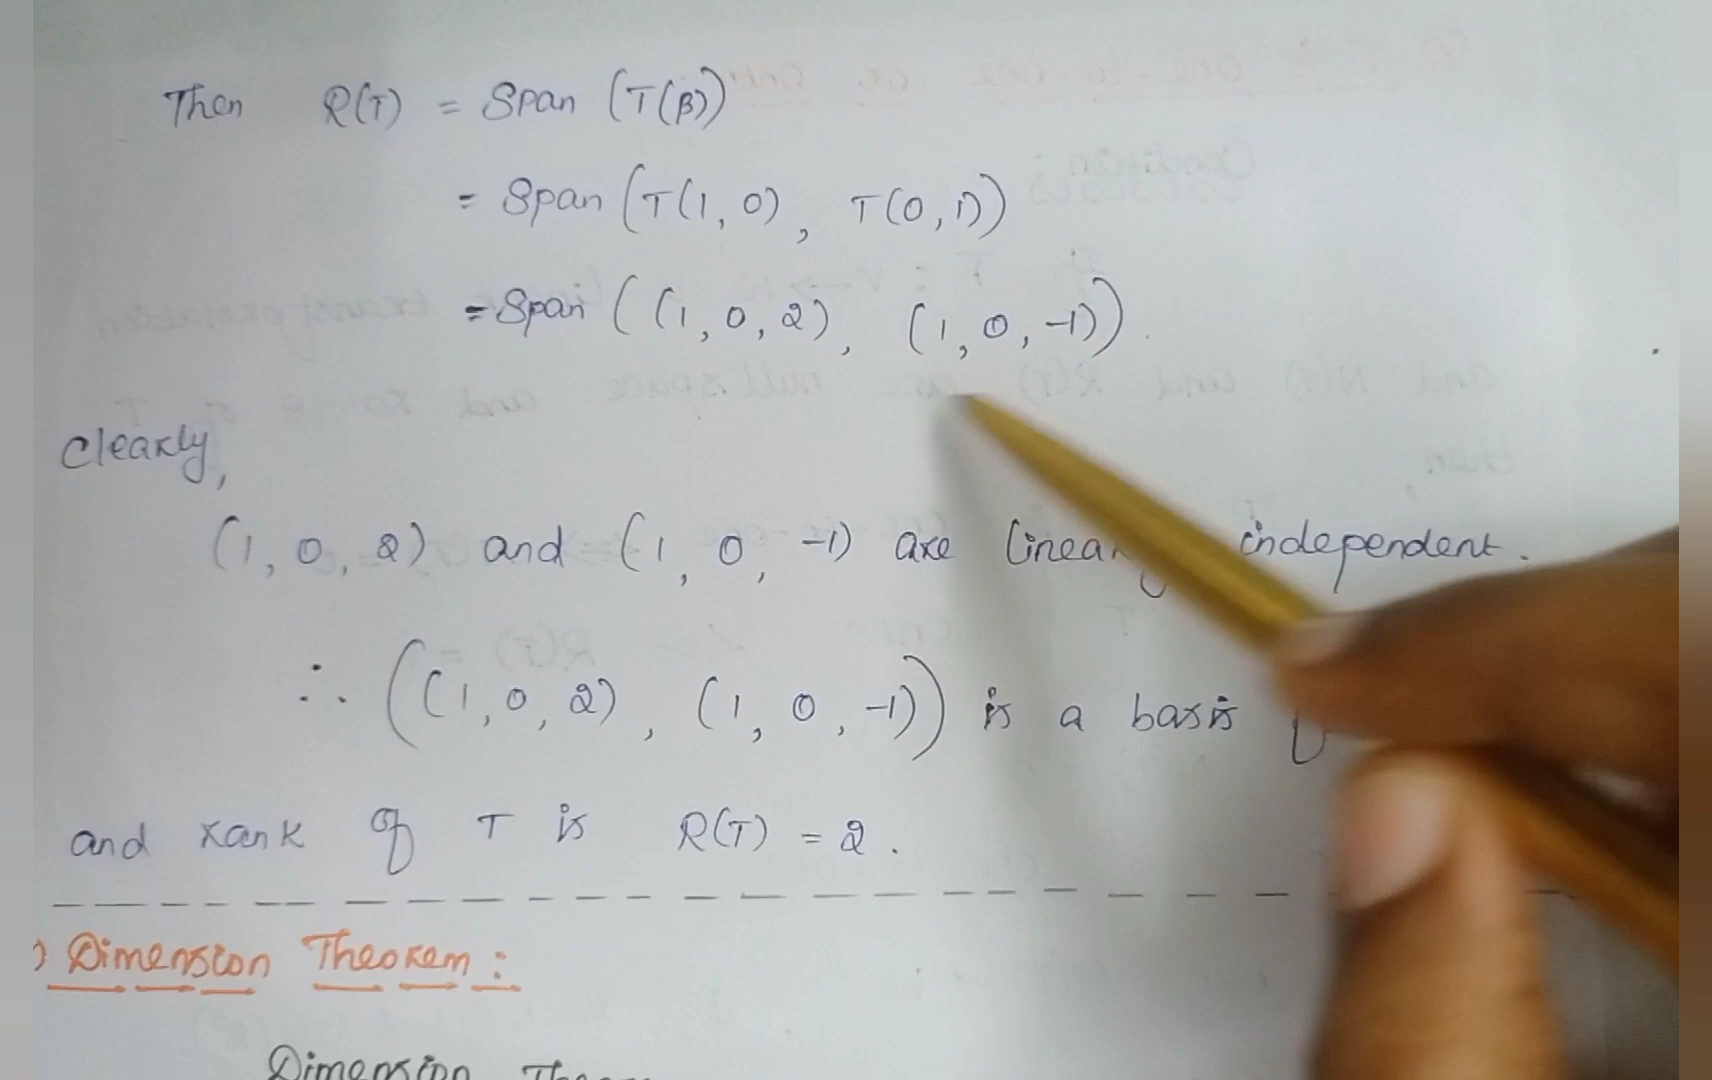 Then R(T) = Span (T(β))
= Span (T(1, 0), T(0, 1))
= Span ((1, 0, 2), (1, 0, -1)).
Clearly,
(1, 0, 2) and (1, 0, -1) are independent.
∴ ((1, 0, 2), (1, 0, -1)) is a basis
and rank of T is R(T) = 2.
Dimension Theorem :
Dimension